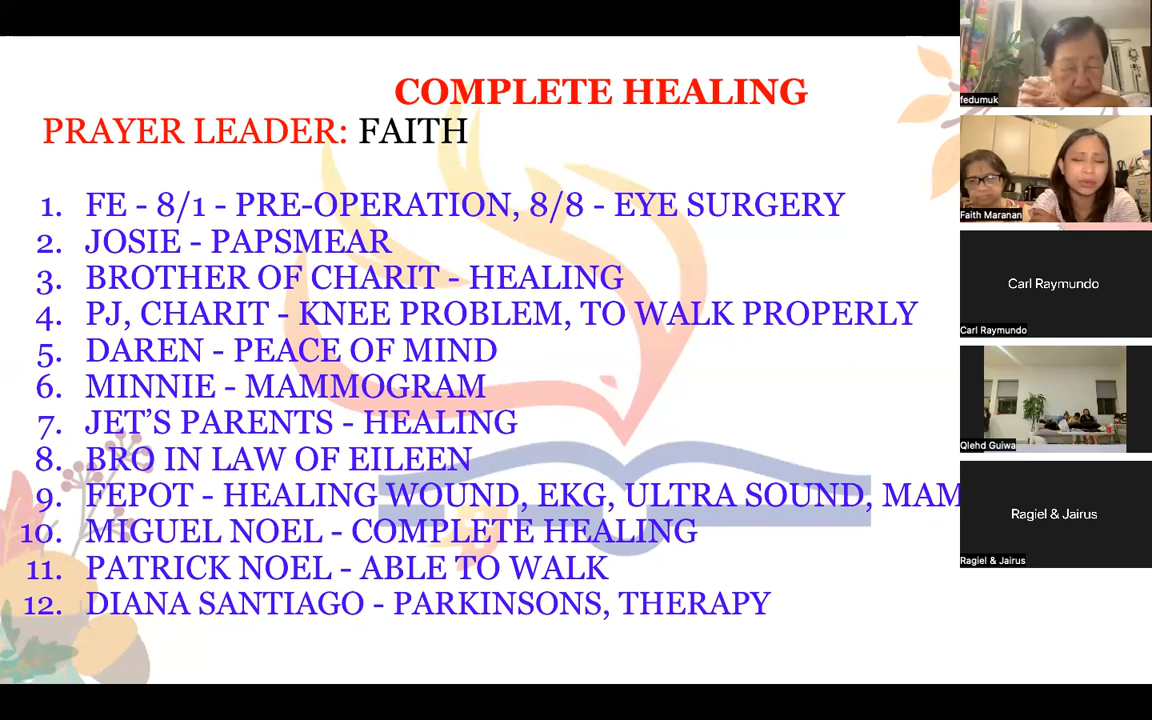 COMPLETE HEALING
PRAYER LEADER: FAITH
1. FE - 8/1 - PRE-OPERATION, 8/8 - EYE SURGERY
2. JOSIE - PAPSMEAR
3. BROTHER OF CHARIT - HEALING
4. PJ, CHARIT - KNEE PROBLEM, TO WALK PROPERLY
5. DAREN - PEACE OF MIND
6. MINNIE - MAMMOGRAM
7. JET’S PARENTS - HEALING
8. BRO IN LAW OF EILEEN
9. FEPOT - HEALING WOUND, EKG, ULTRA SOUND, MAM
10. MIGUEL NOEL - COMPLETE HEALING
11. PATRICK NOEL - ABLE TO WALK
12. DIANA SANTIAGO - PARKINSONS, THERAPY
fedumuk
Faith Maranan
Carl Raymundo
Carl Raymundo
Qlehd Guiwa
Ragiel & Jairus
Ragiel & Jairus